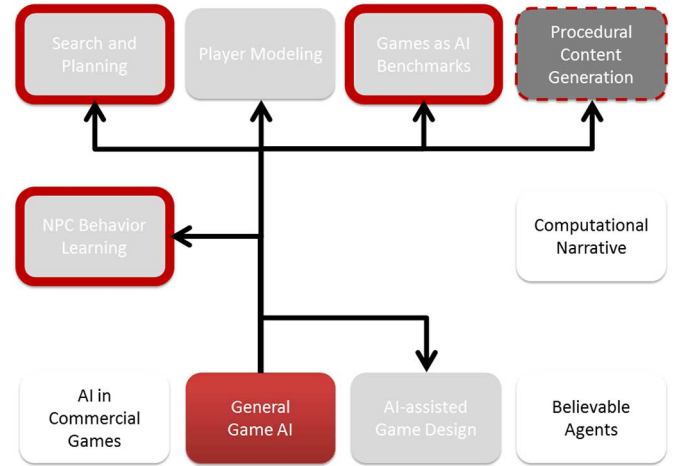 Search and
Planning
Player Modeling
Games as AI
Benchmarks
Procedural
Content
Generation
NPC Behavior
Learning
Computational
Narrative
AI in
Commercial
Games
General
Game AI
AI-assisted
Game Design
Believable
Agents